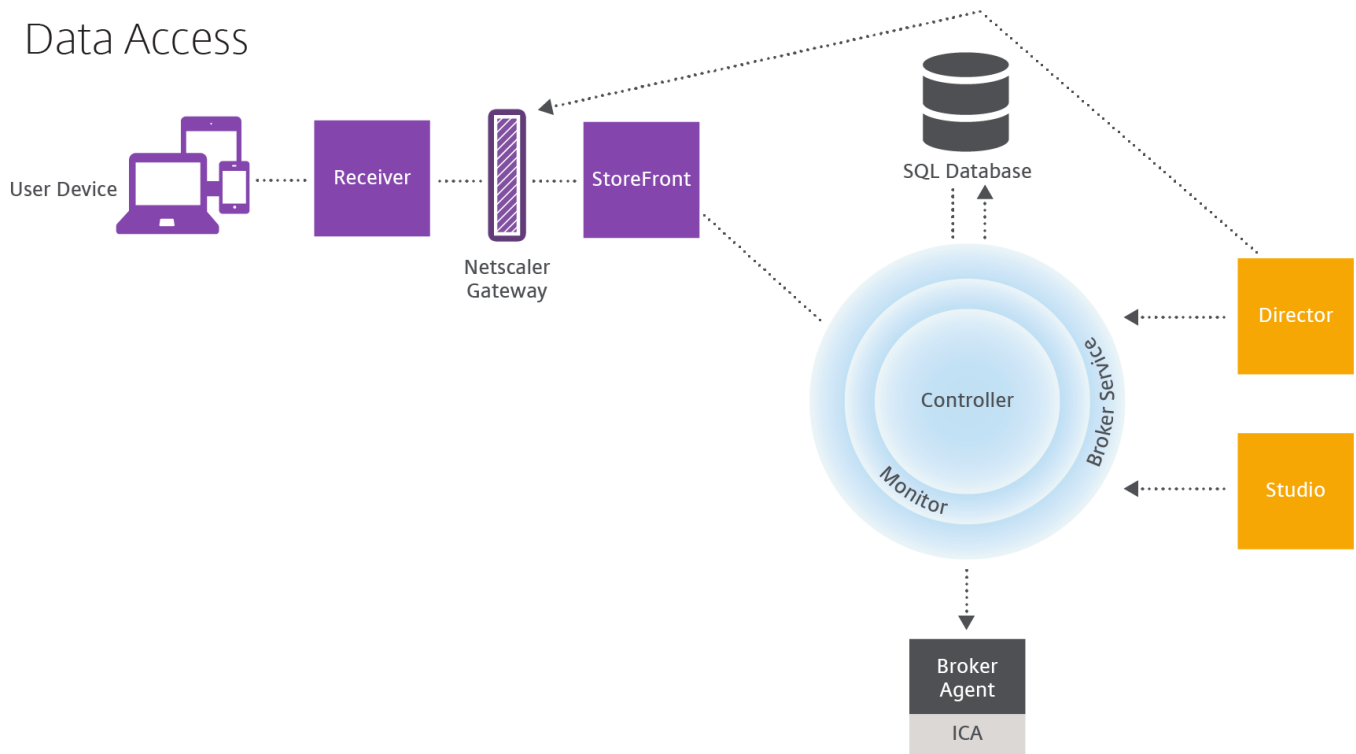 Data Access
User Device
Receiver
Netscaler
Gateway
StoreFront
SQL Database
Director
Controller
Broker Service
Monitor
Studio
Broker
Agent
ICA